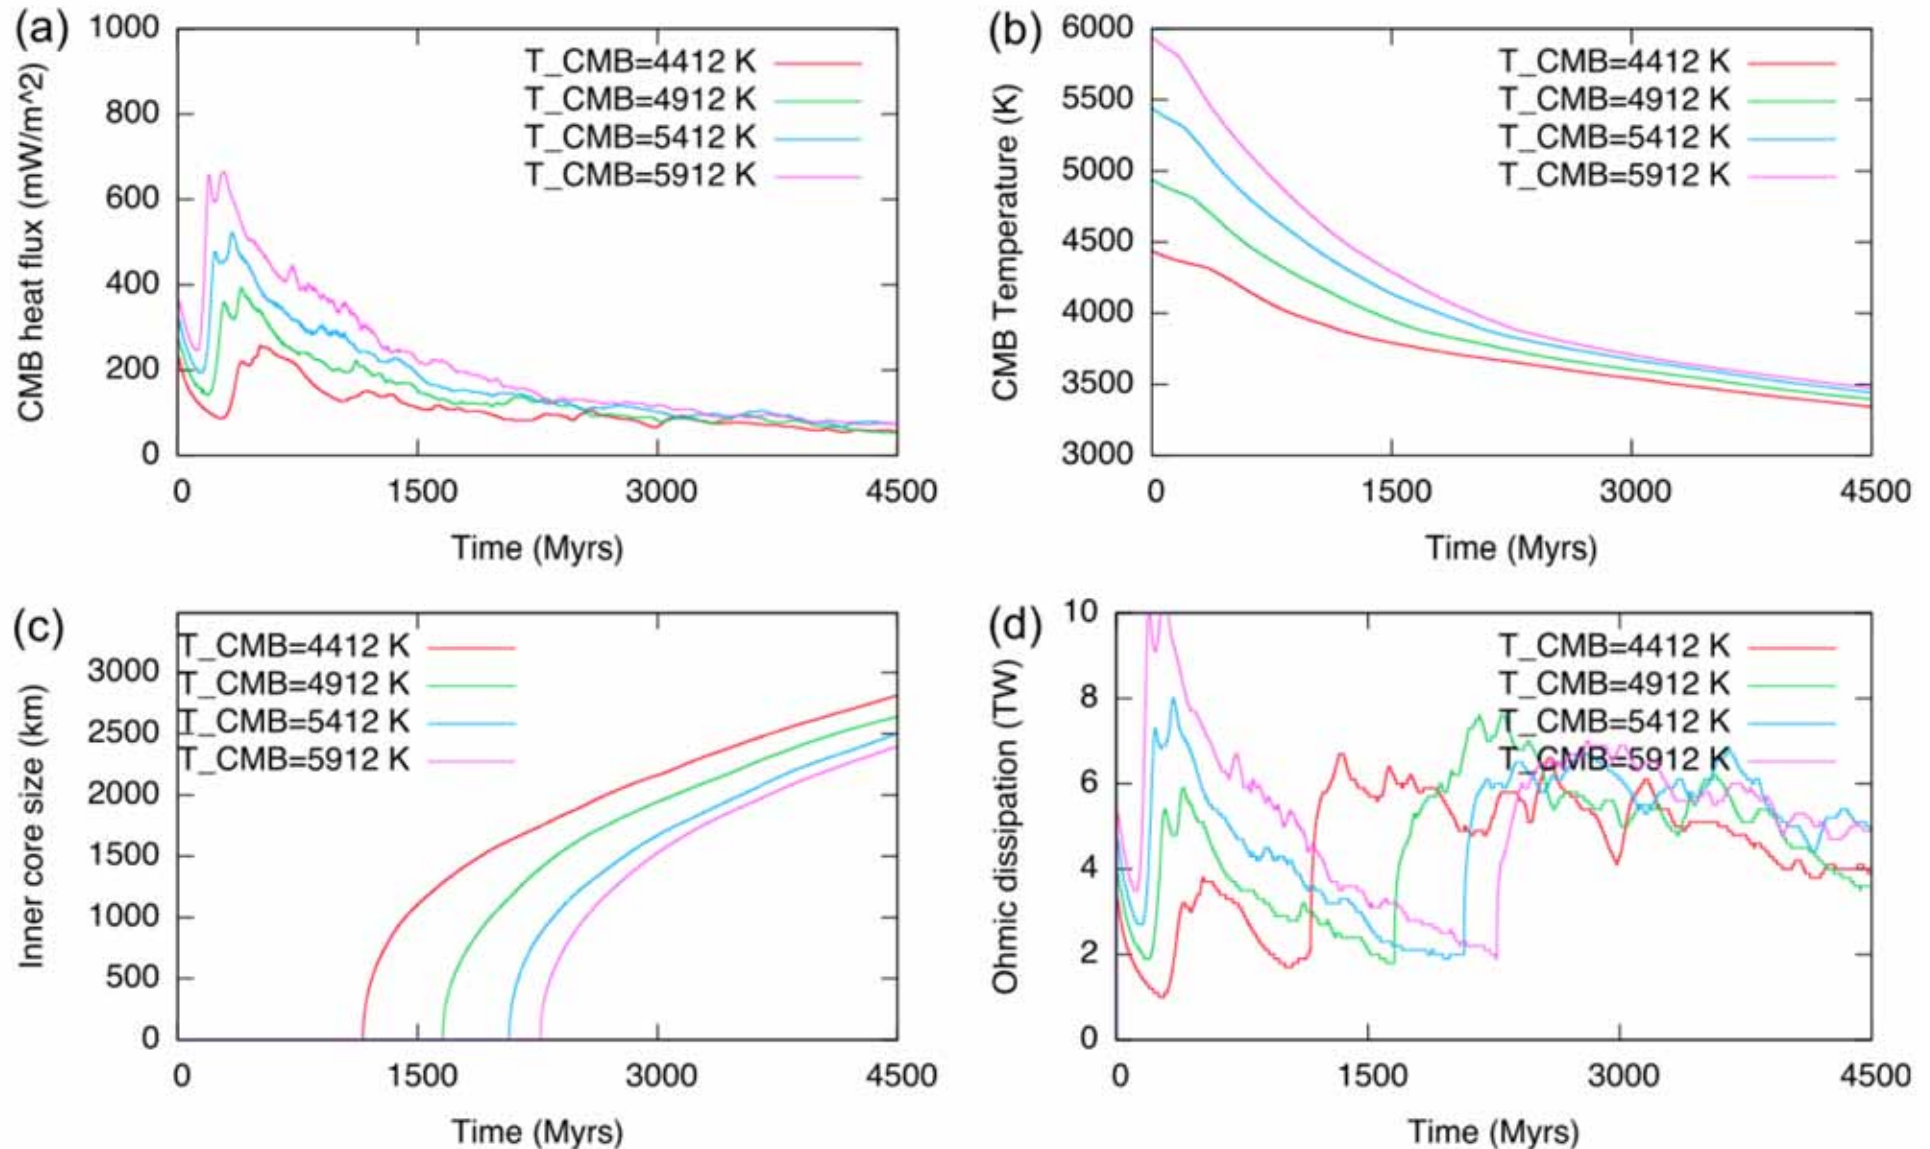 (a)
CMB heat flux (mW/m^2)
1000
800
600
400
200
0
T_CMB=4412 K
T_CMB=4912 K
T_CMB=5412 K
T_CMB=5912 K
0 1500 3000 4500
Time (Myrs)
(b)
CMB Temperature (K)
6000
5500
5000
4500
4000
3500
3000
T_CMB=4412 K
T_CMB=4912 K
T_CMB=5412 K
T_CMB=5912 K
0 1500 3000 4500
Time (Myrs)
(c)
Inner core size (km)
3000
2500
2000
1500
1000
500
0
T_CMB=4412 K
T_CMB=4912 K
T_CMB=5412 K
T_CMB=5912 K
0 1500 3000 4500
Time (Myrs)
(d)
Ohmic dissipation (TW)
10
8
6
4
2
0
T_CMB=4412 K
T_CMB=4912 K
T_CMB=5412 K
T_CMB=5912 K
0 1500 3000 4500
Time (Myrs)